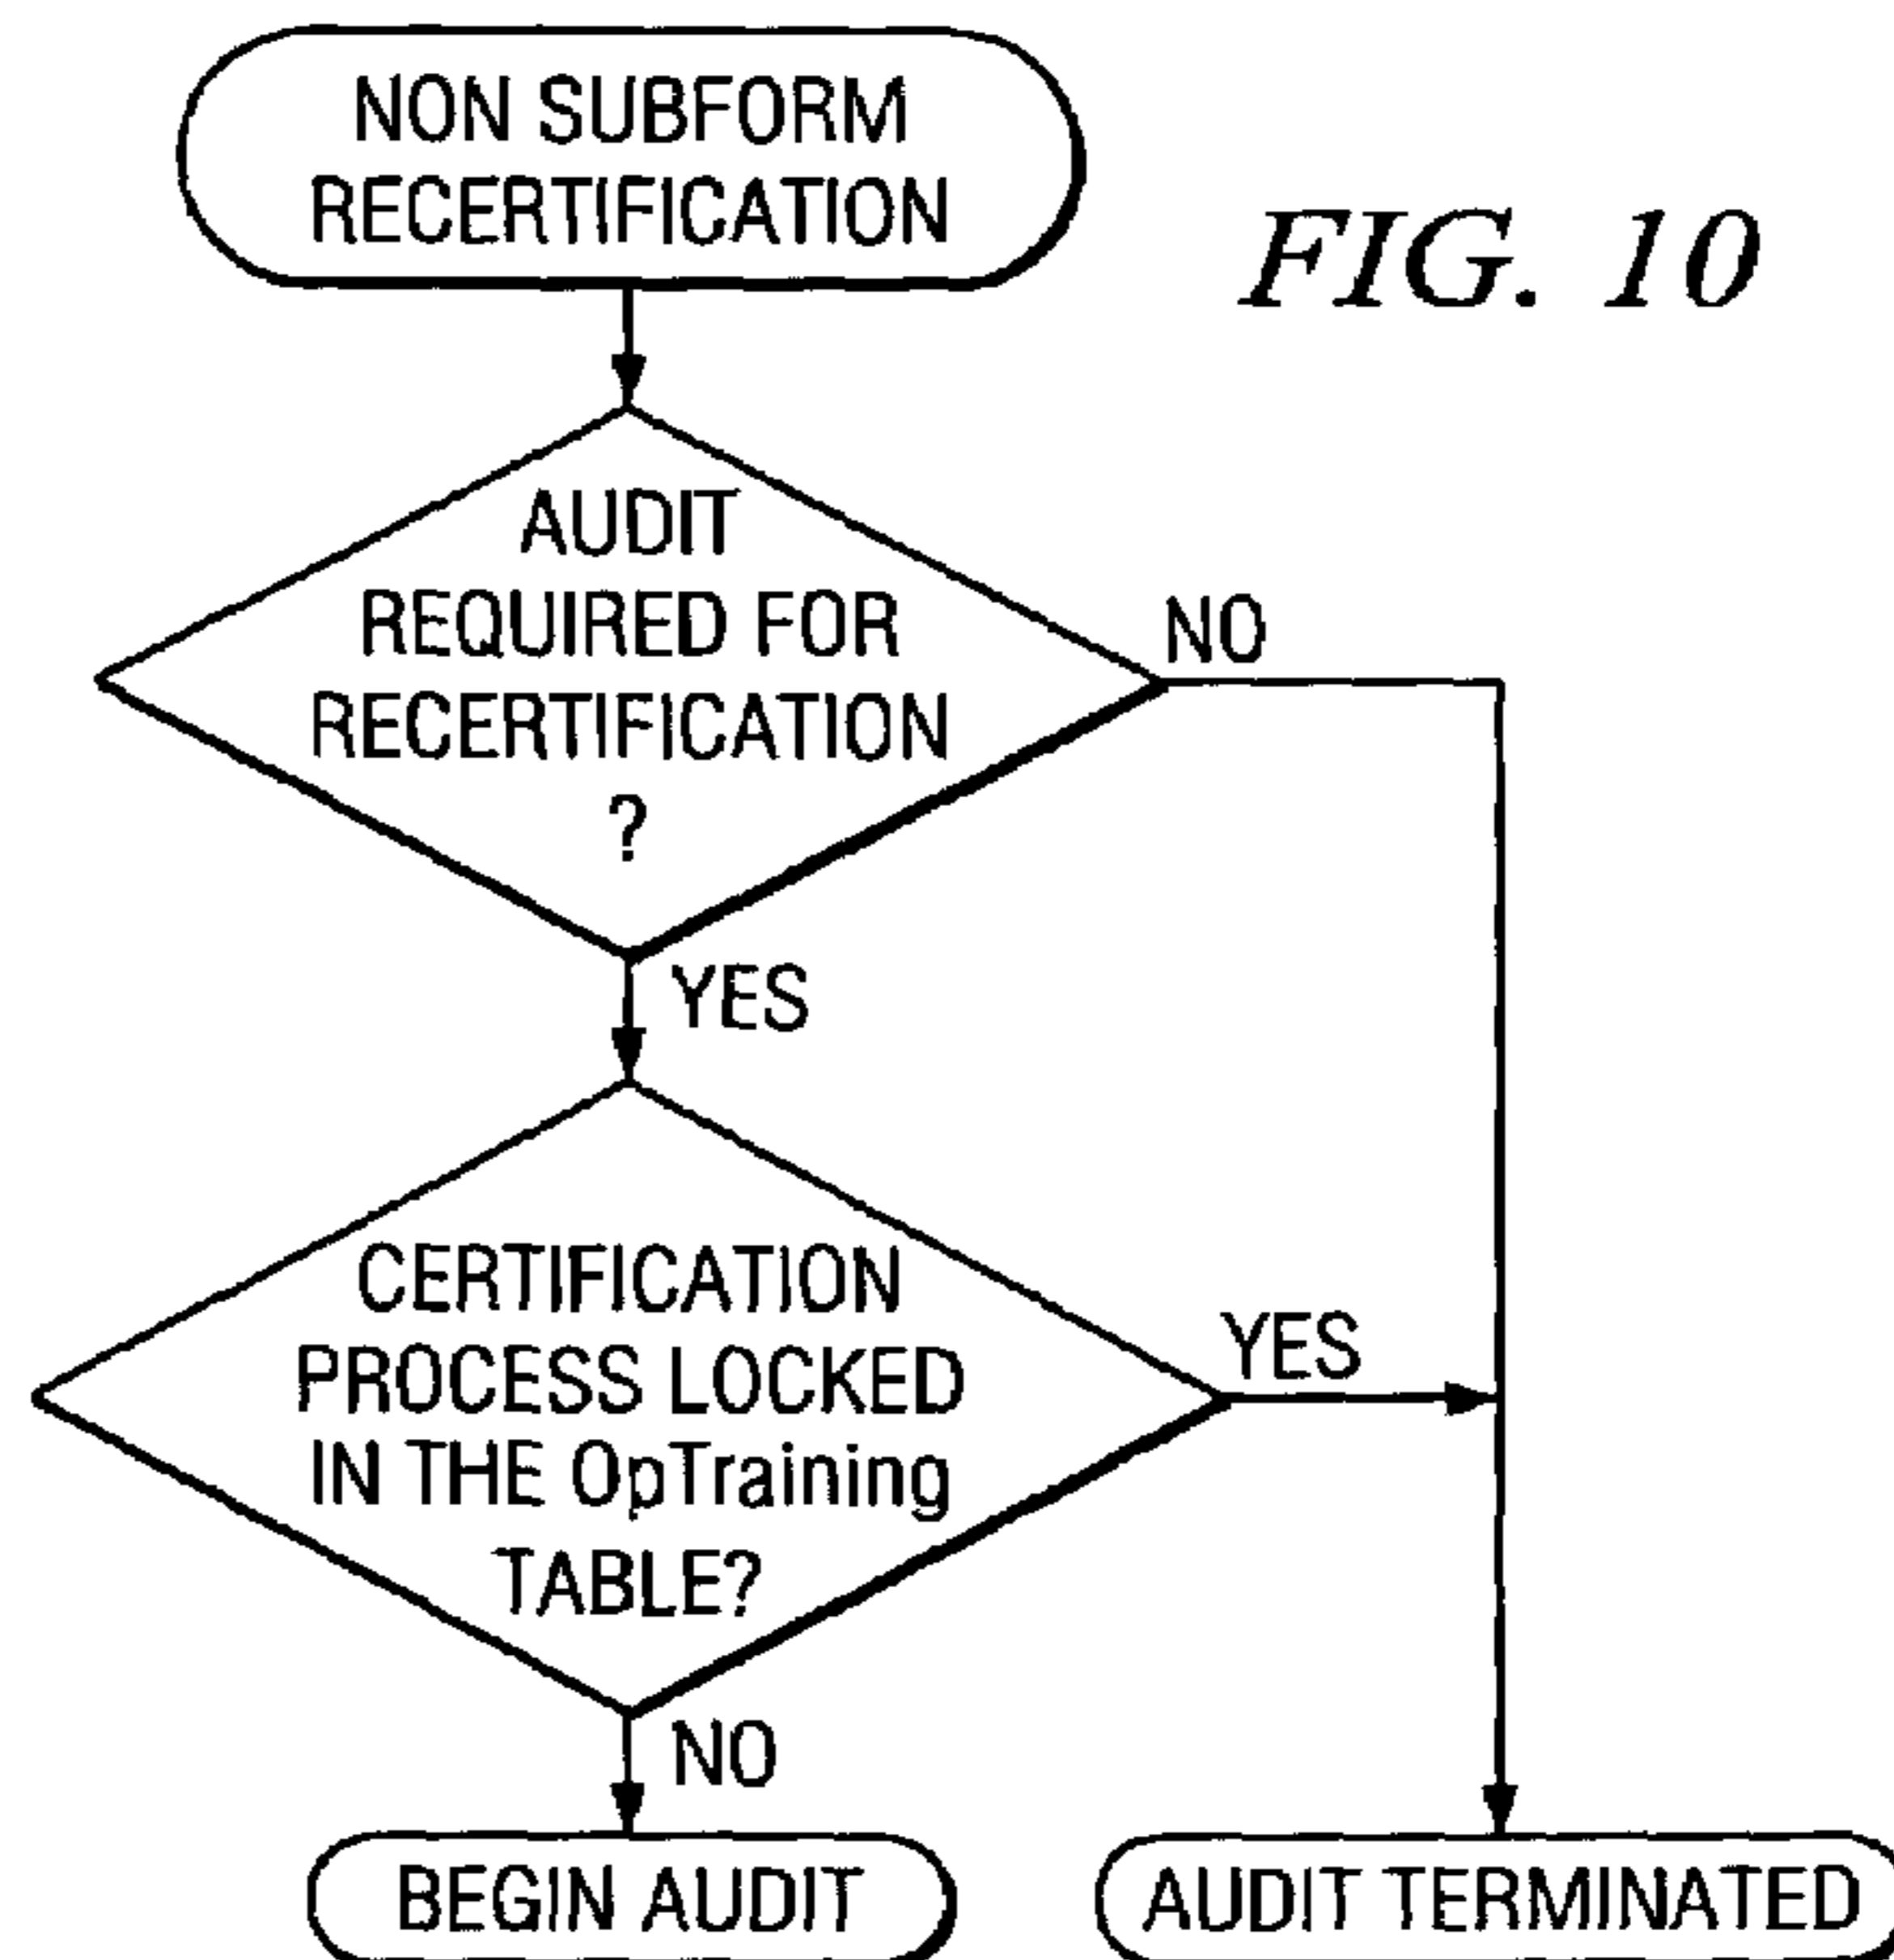 NON SUBFORM
RECERTIFICATION
FIG. 10
AUDIT
REQUIRED FOR
RECERTIFICATION
?
NO
YES
CERTIFICATION
PROCESS LOCKED
IN THE OpTraining
TABLE?
YES
NO
BEGIN AUDIT
AUDIT TERMINATED